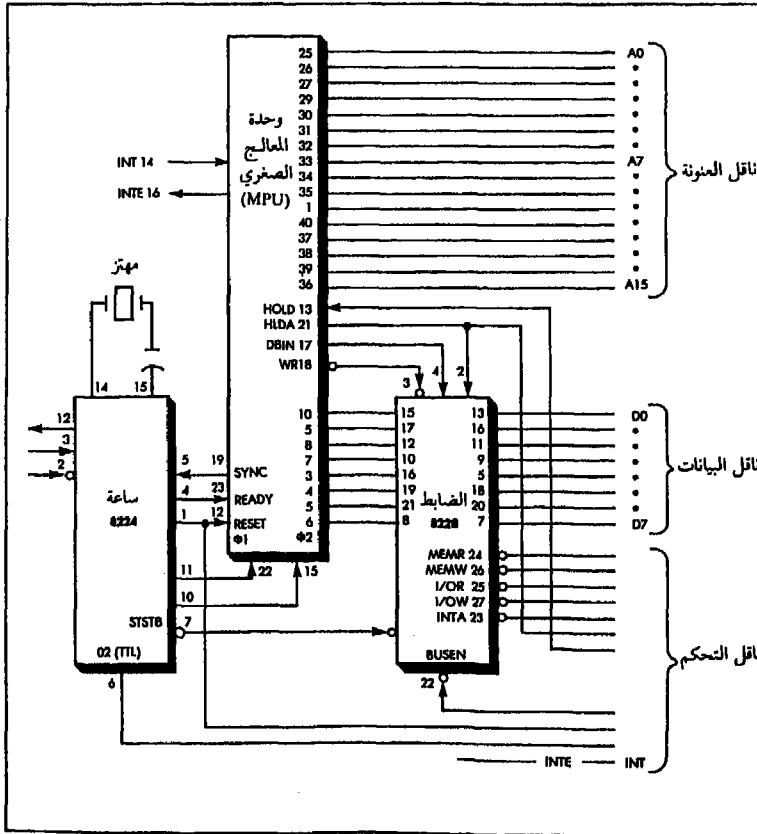 25
26
27
29
30
31
32
33
34
35
1
40
37
38
39
36
A0
A7
A15
ناقل العنونة
وحدة
المعالج
الصغري
(MPU)
INT 14
INTE 16
HOLD 13
HLDA 21
DBIN 17
WR18
مهتز
14
15
12
3
2
ساعة
8224
5
4
1
11
10
7
STSTB
02 (TTL)
6
19
SYNC
23
READY
12
RESET
Φ1
Φ2
22
15
10
5
8
7
3
4
5
6
3
4
2
15
17
12
10
16
19
21
8
الضابط
8228
13
16
11
9
5
18
20
7
D0
D7
ناقل البيانات
MEMR 24
MEMW 26
I/OR 25
I/OW 27
INTA 23
BUSEN
22
ناقل التحكم
INTE
INT